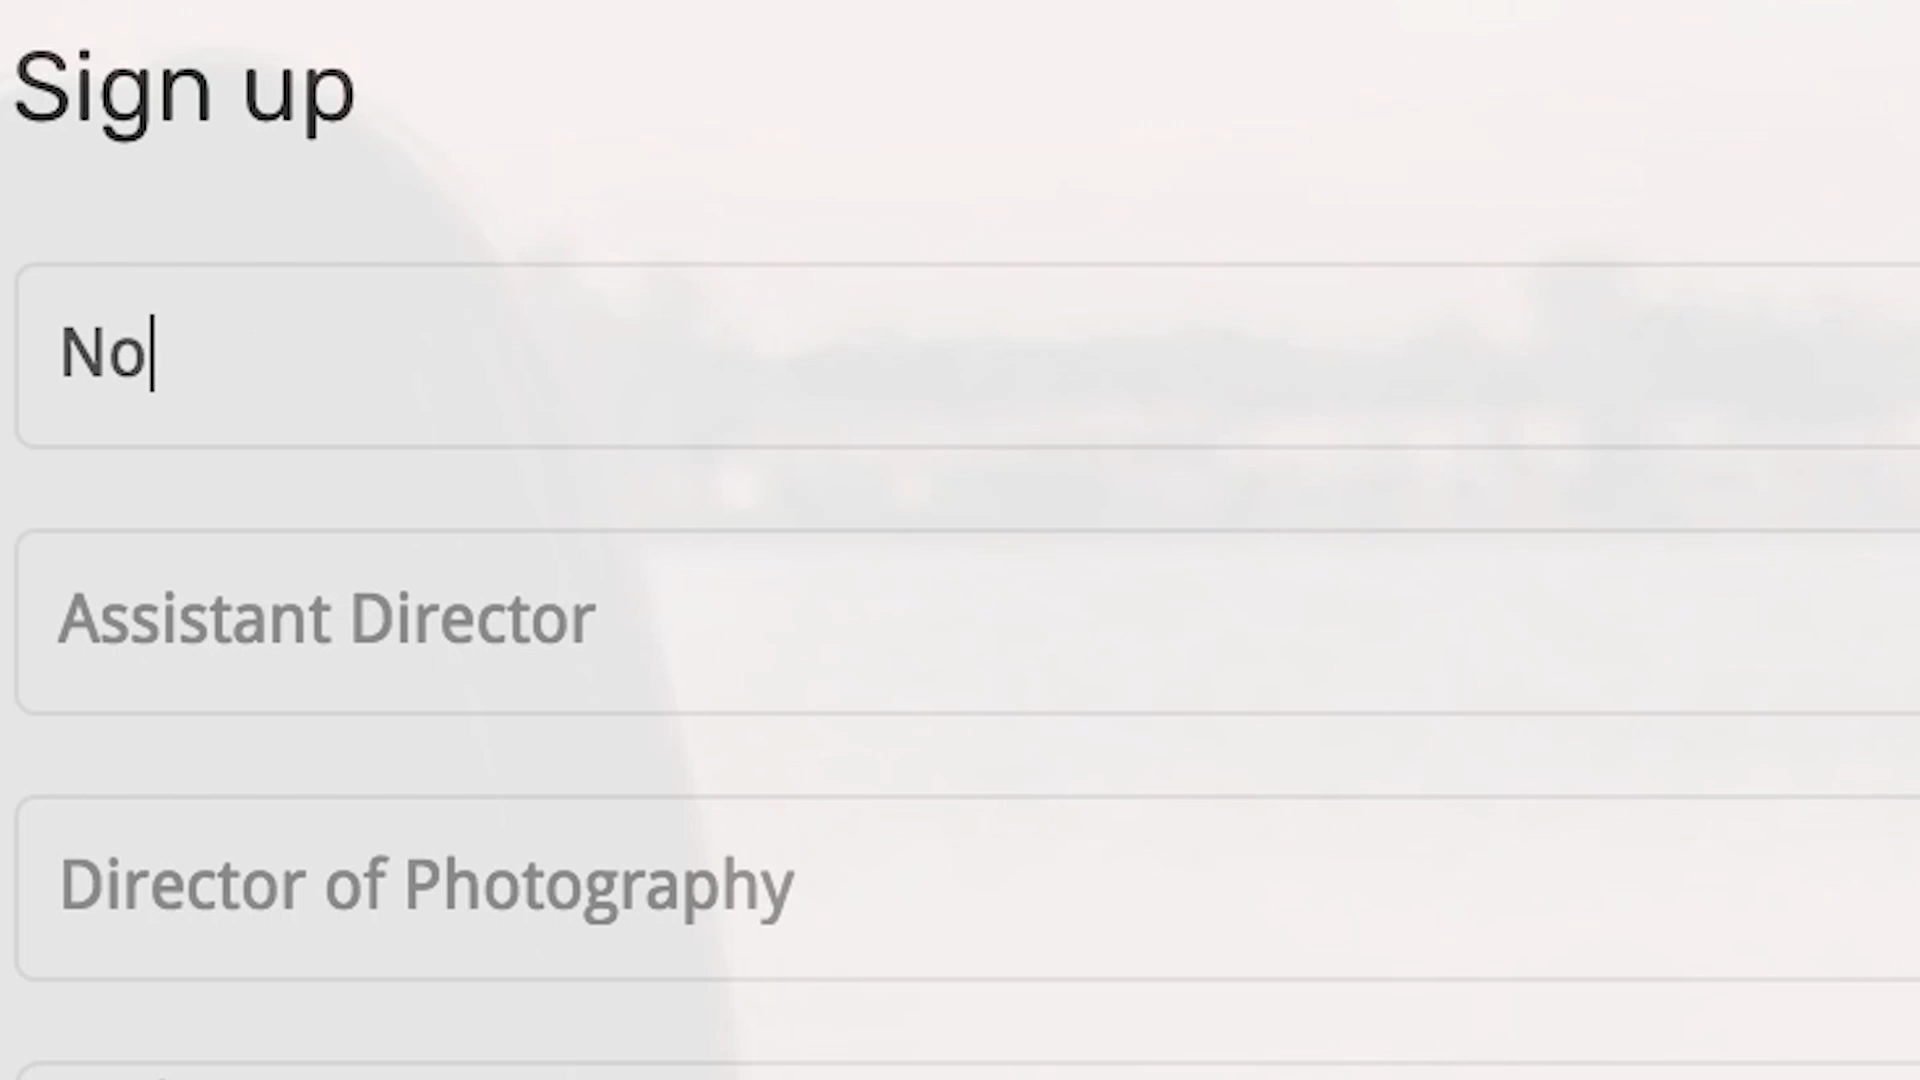 Sign up
No
Assistant Director
Director of Photography